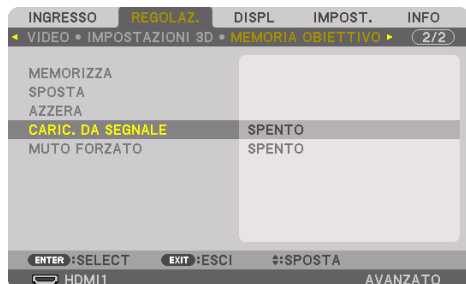 INGRESSO REGOLAZ. DISPL IMPOST. INFO
◂ VIDEO • IMPOSTAZIONI 3D • MEMORIA OBIETTIVO ▸ 2/2
MEMORIZZA
SPOSTA
AZZERA
CARIC. DA SEGNALE SPENTO
MUTO FORZATO SPENTO
ENTER :SELECT EXIT :ESCI ♦:SPOSTA
HDMI1 AVANZATO